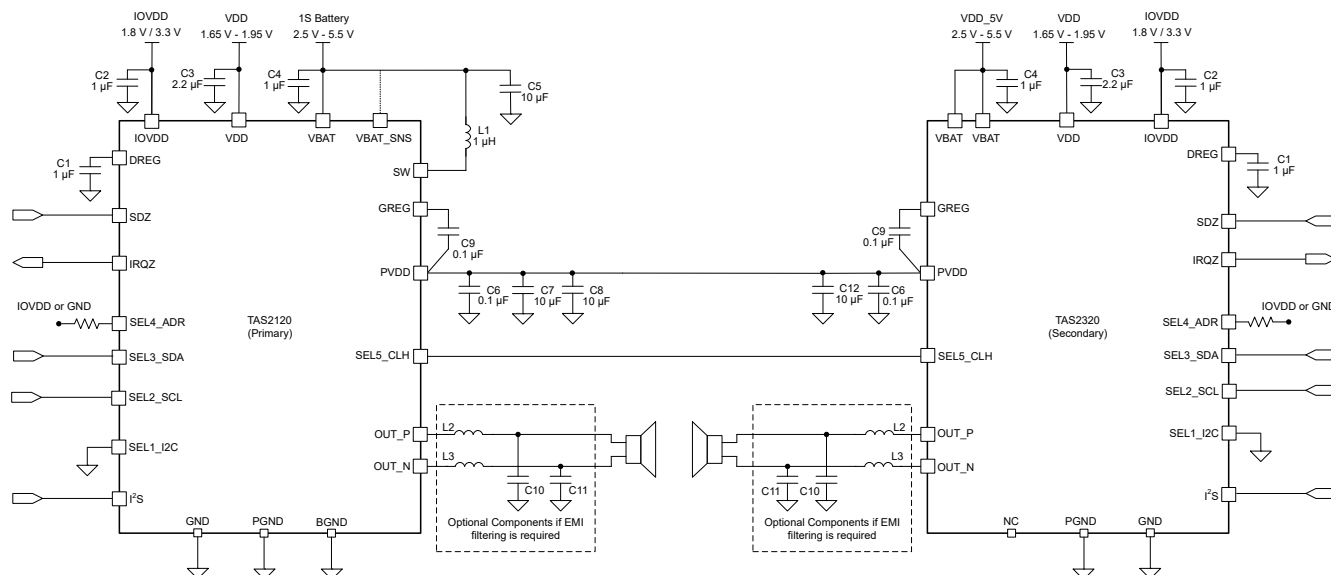 IOVDD
1.8 V / 3.3 V
VDD
1.65 V - 1.95 V
1S Battery
2.5 V - 5.5 V
C2
1 µF
C3
2.2 µF
C4
1 µF
C5
10 µF
L1
1 µH
IOVDD
VDD
VBAT
VBAT_SNS
C1
1 µF
DREG
SW
SDZ
GREG
C9
0.1 µF
IRQZ
PVDD
C6
0.1 µF
C7
10 µF
C8
10 µF
IOVDD or GND
SEL4_ADR
TAS2120
(Primary)
SEL3_SDA
SEL5_CLH
SEL2_SCL
OUT_P
L2
SEL1_I2C
OUT_N
L3
C10
C11
I²S
Optional Components if EMI
filtering is required
GND
PGND
BGND
VDD_5V
2.5 V - 5.5 V
VDD
1.65 V - 1.95 V
IOVDD
1.8 V / 3.3 V
C4
1 µF
C3
2.2 µF
C2
1 µF
VBAT
VBAT
VDD
IOVDD
DREG
C1
1 µF
GREG
SDZ
C9
0.1 µF
IRQZ
C12
10 µF
C6
0.1 µF
PVDD
IOVDD or GND
TAS2320
(Secondary)
SEL4_ADR
SEL5_CLH
SEL3_SDA
SEL2_SCL
L2
OUT_P
SEL1_I2C
L3
OUT_N
C11
C10
I²S
Optional Components if EMI
filtering is required
NC
PGND
GND